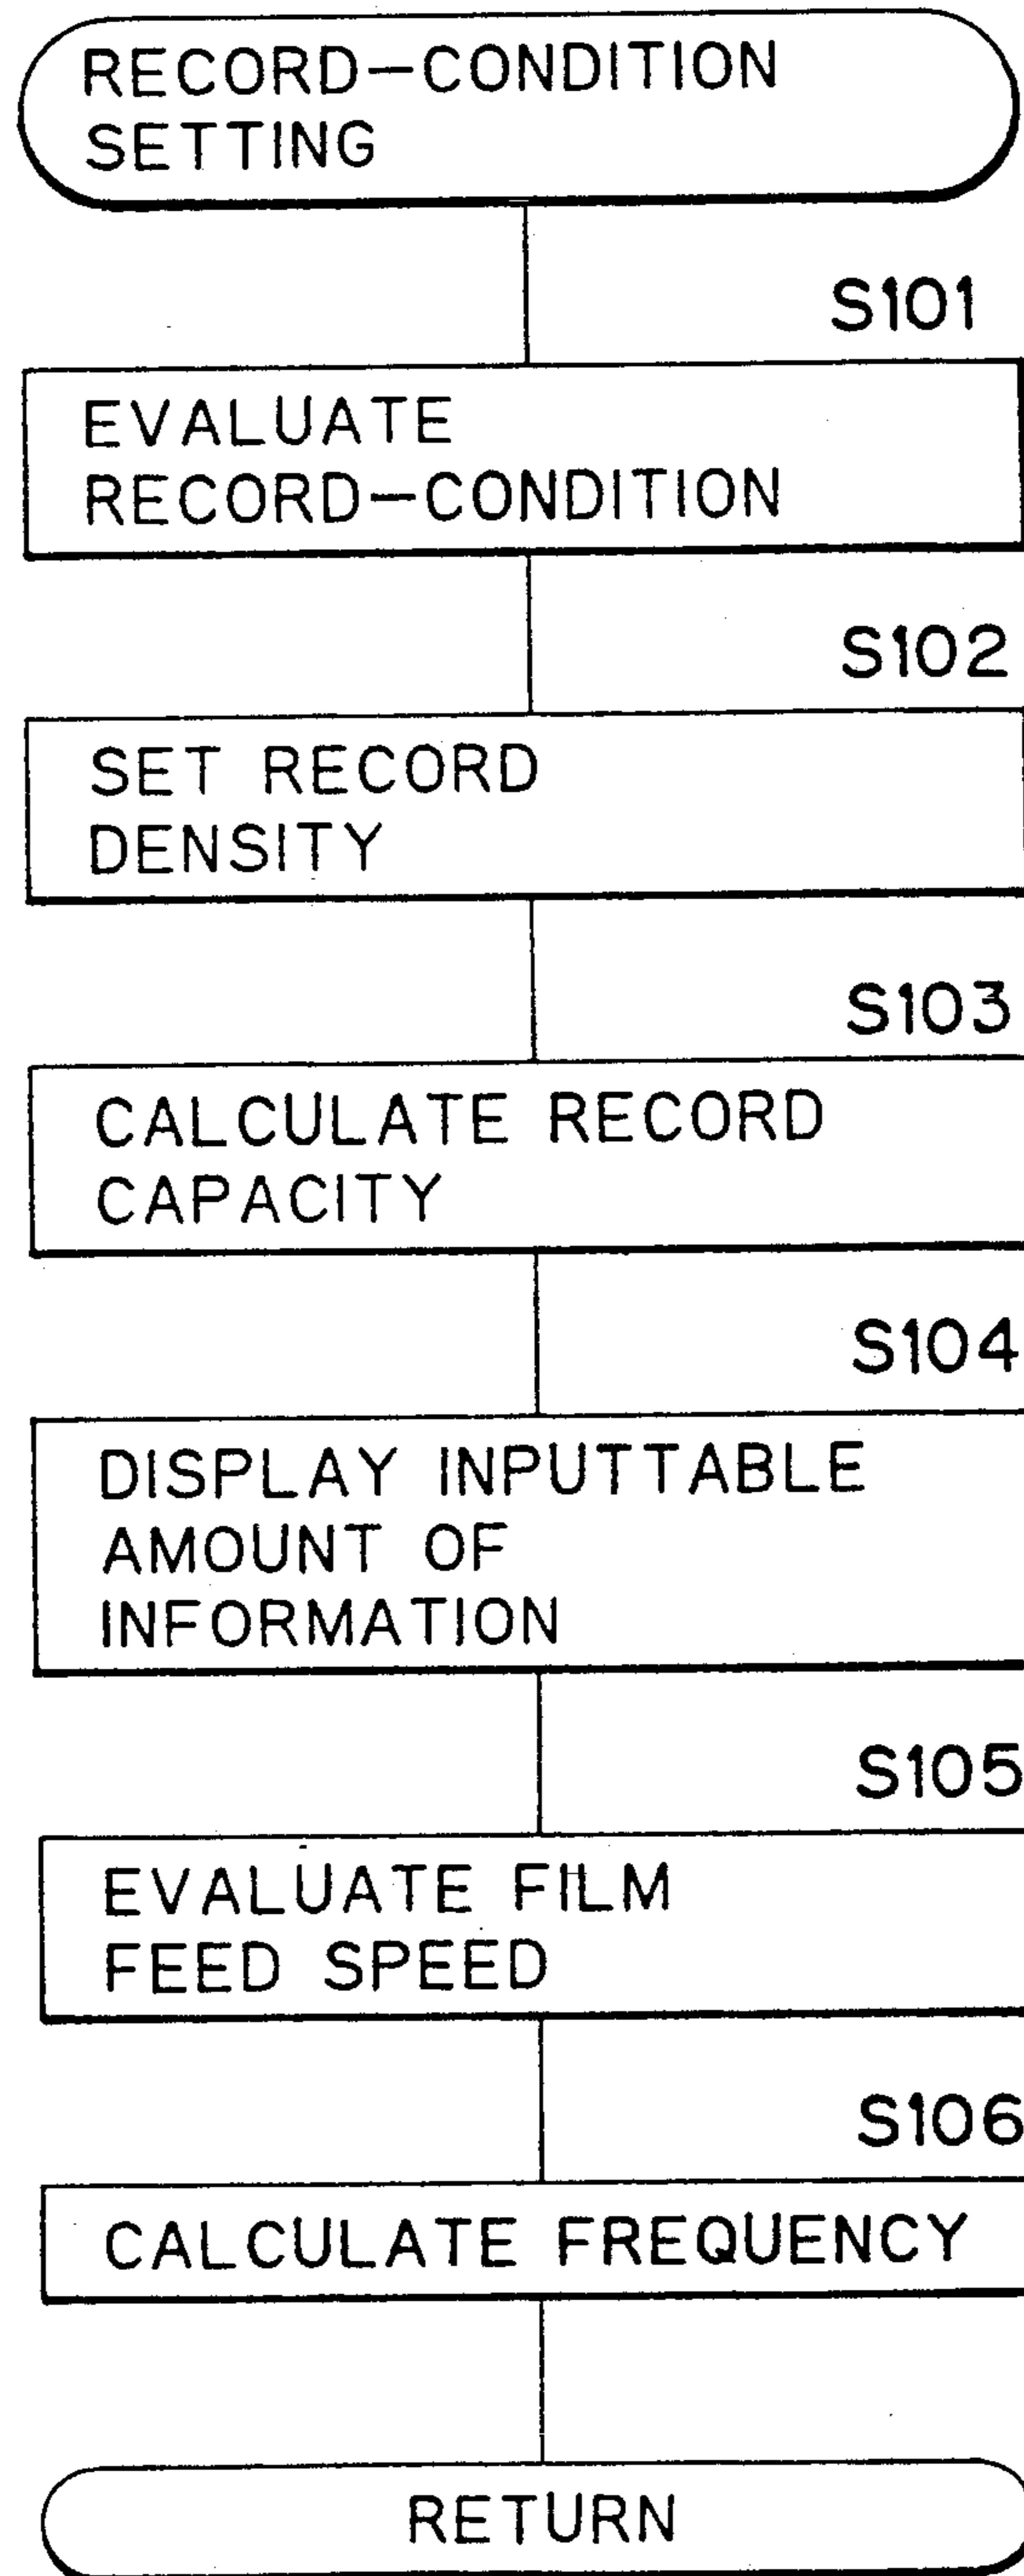 RECORD-CONDITION
SETTING
S101
EVALUATE
RECORD-CONDITION
S102
SET RECORD
DENSITY
S103
CALCULATE RECORD
CAPACITY
S104
DISPLAY INPUTTABLE
AMOUNT OF
INFORMATION
S105
EVALUATE FILM
FEED SPEED
S106
CALCULATE FREQUENCY
RETURN